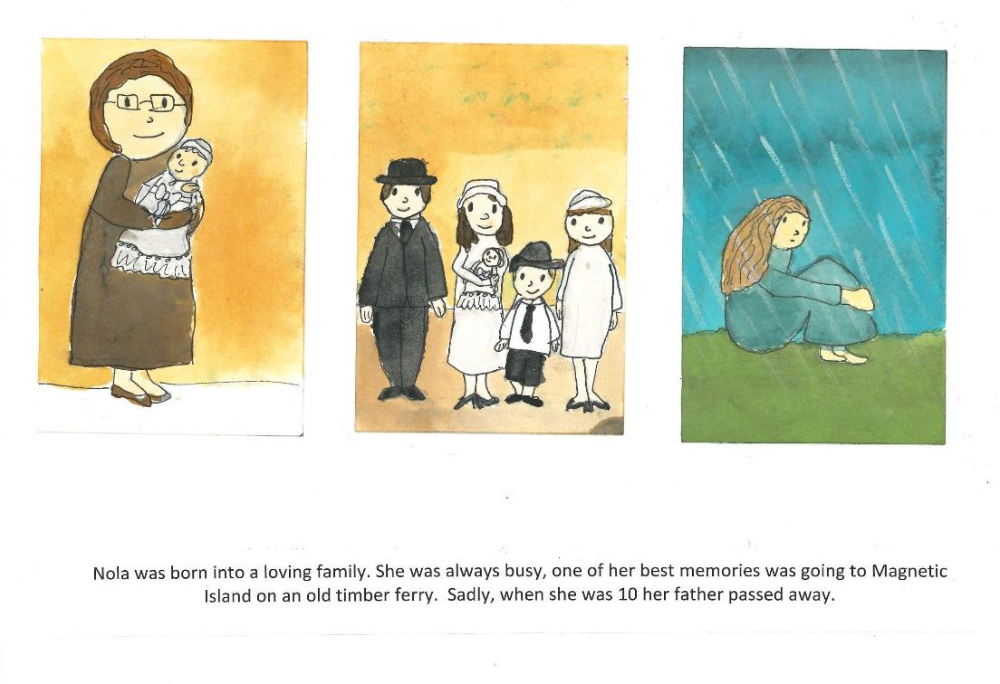 Nola was born into a loving family. She was always busy, one of her best memories was going to Magnetic
Island on an old timber ferry.  Sadly, when she was 10 her father passed away.